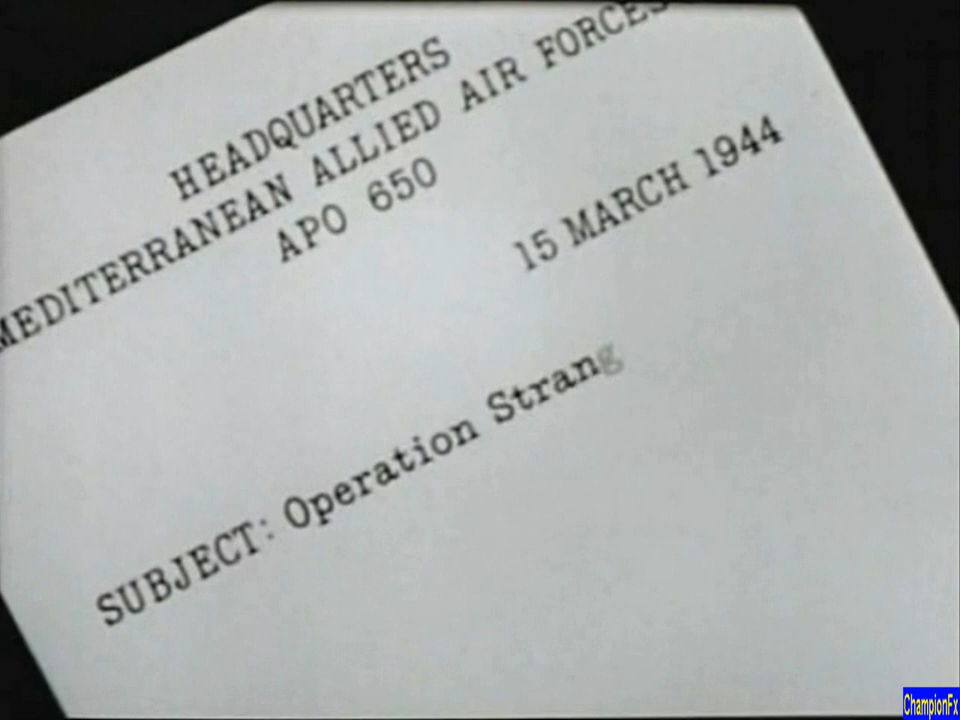 HEADQUARTERS
MEDITERRANEAN ALLIED AIR FORCES
APO 650
15 MARCH 1944
SUBJECT: Operation Strang
ChampionFx